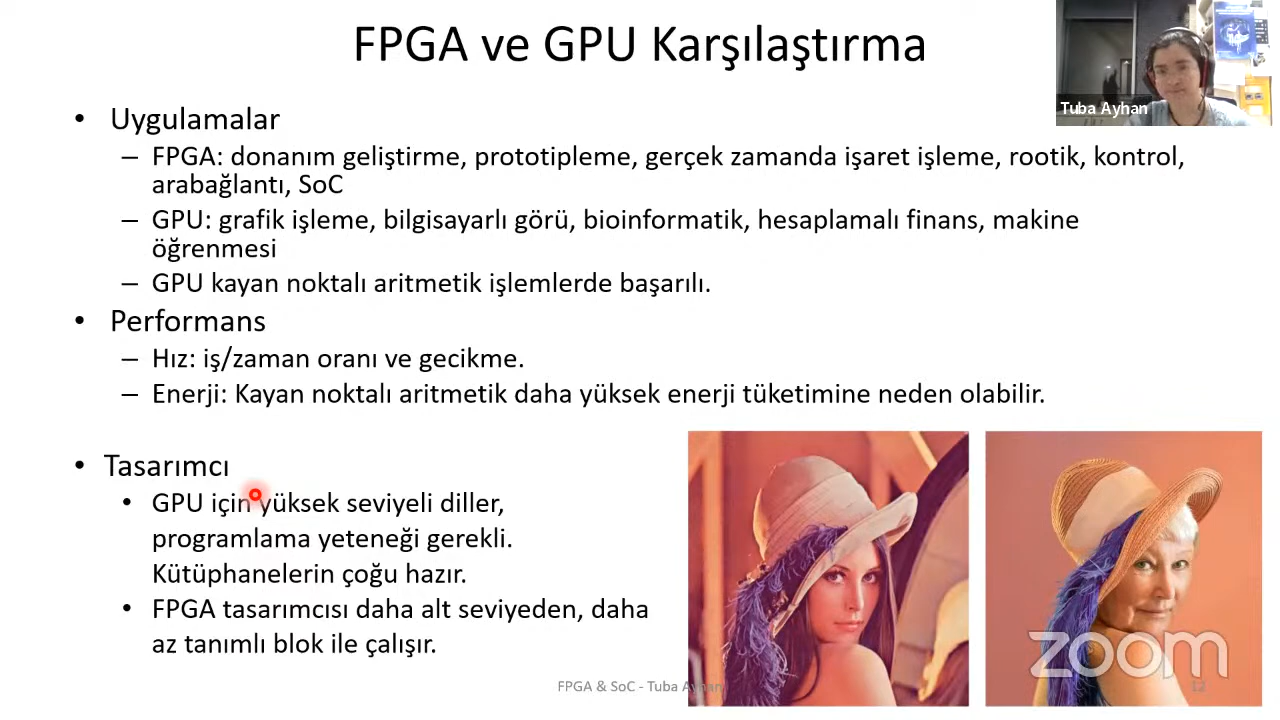 FPGA ve GPU Karşılaştırma
Tuba Ayhan
• Uygulamalar
– FPGA: donanım geliştirme, prototipleme, gerçek zamanda işaret işleme, rootik, kontrol,
arabağlantı, SoC
– GPU: grafik işleme, bilgisayarlı görü, bioinformatik, hesaplamalı finans, makine
öğrenmesi
– GPU kayan noktalı aritmetik işlemlerde başarılı.
• Performans
– Hız: iş/zaman oranı ve gecikme.
– Enerji: Kayan noktalı aritmetik daha yüksek enerji tüketimine neden olabilir.
• Tasarımcı
• GPU için yüksek seviyeli diller,
programlama yeteneği gerekli.
Kütüphanelerin çoğu hazır.
• FPGA tasarımcısı daha alt seviyeden, daha
az tanımlı blok ile çalışır.
zoom
FPGA & SoC - Tuba Ayhan
12